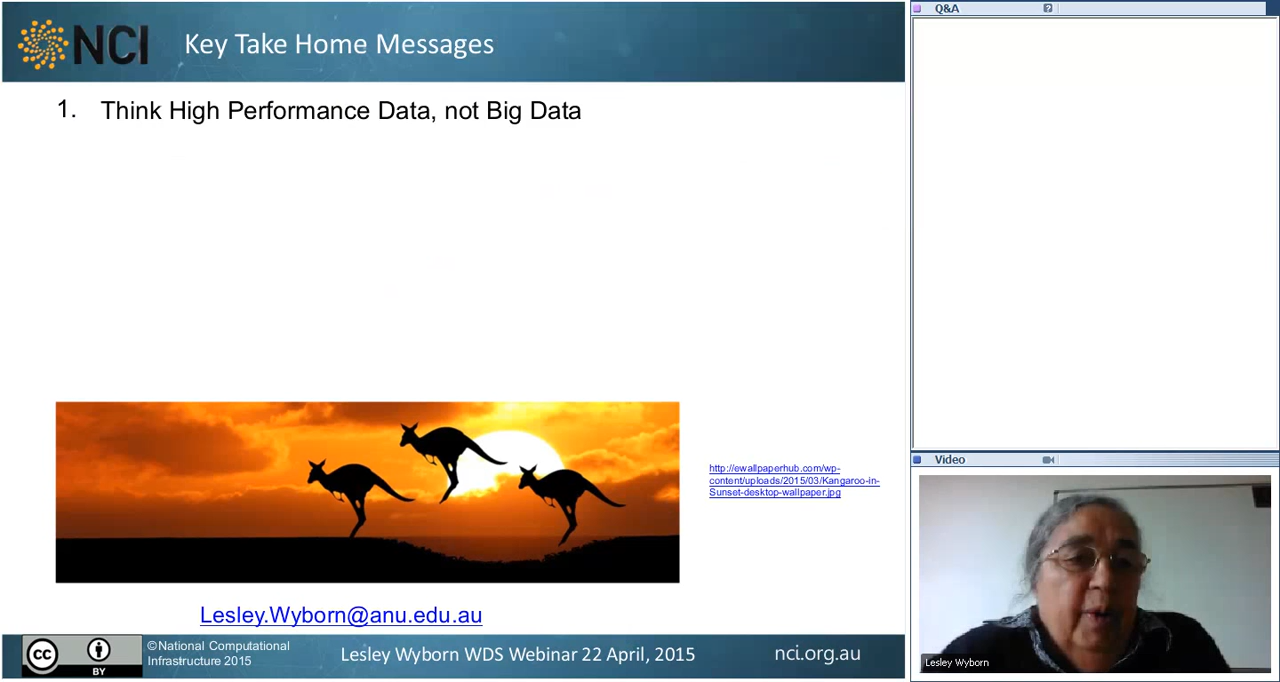 NCI
Key Take Home Messages
1. Think High Performance Data, not Big Data
http://ewallpaperhub.com/wp-
content/uploads/2015/03/Kangaroo-in-
Sunset-desktop-wallpaper.jpg
Lesley.Wyborn@anu.edu.au
cc
BY
©National Computational
Infrastructure 2015
Lesley Wyborn WDS Webinar 22 April, 2015
nci.org.au
Q&A
?
Video
Lesley Wyborn